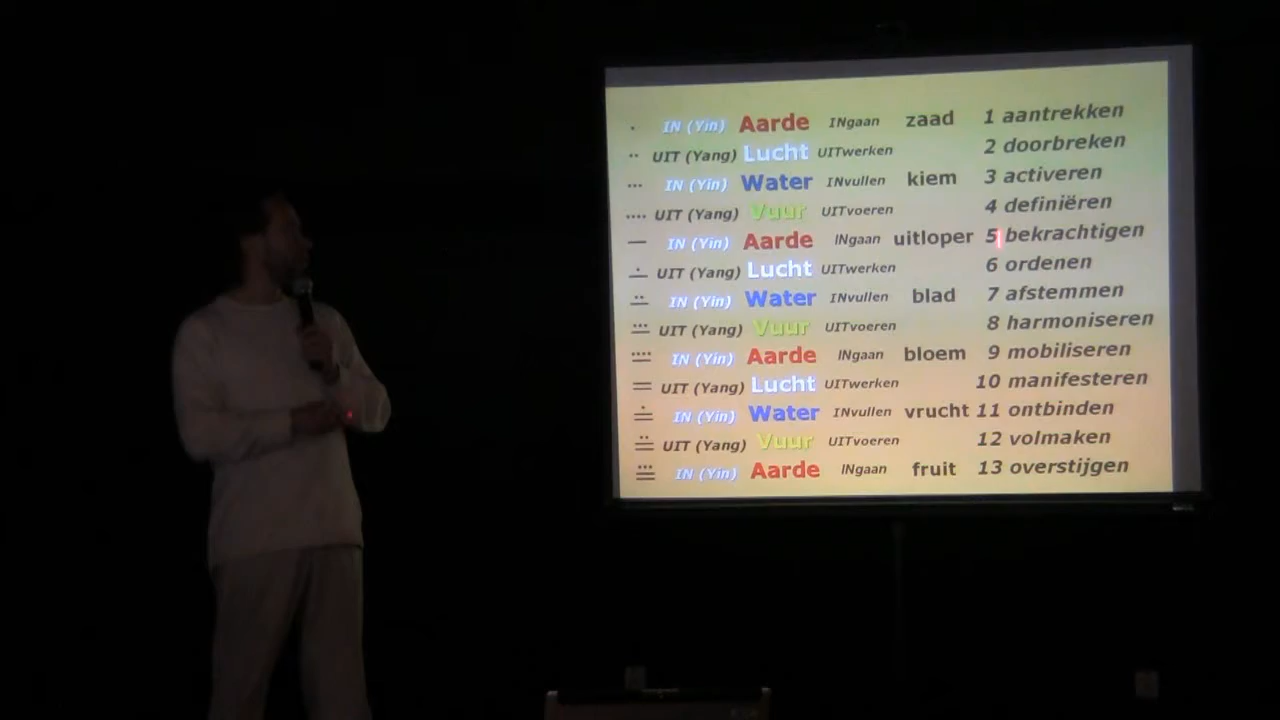 IN (Yin) Aarde INgaan zaad 1 aantrekken
UIT (Yang) Lucht UITwerken 2 doorbreken
IN (Yin) Water INvullen kiem 3 activeren
UIT (Yang) Vuur UITvoeren 4 definiëren
IN (Yin) Aarde INgaan uitloper 5 bekrachtigen
UIT (Yang) Lucht UITwerken 6 ordenen
IN (Yin) Water INvullen blad 7 afstemmen
UIT (Yang) Vuur UITvoeren 8 harmoniseren
IN (Yin) Aarde INgaan bloem 9 mobiliseren
UIT (Yang) Lucht UITwerken 10 manifesteren
IN (Yin) Water INvullen vrucht 11 ontbinden
UIT (Yang) Vuur UITvoeren 12 volmaken
IN (Yin) Aarde INgaan fruit 13 overstijgen